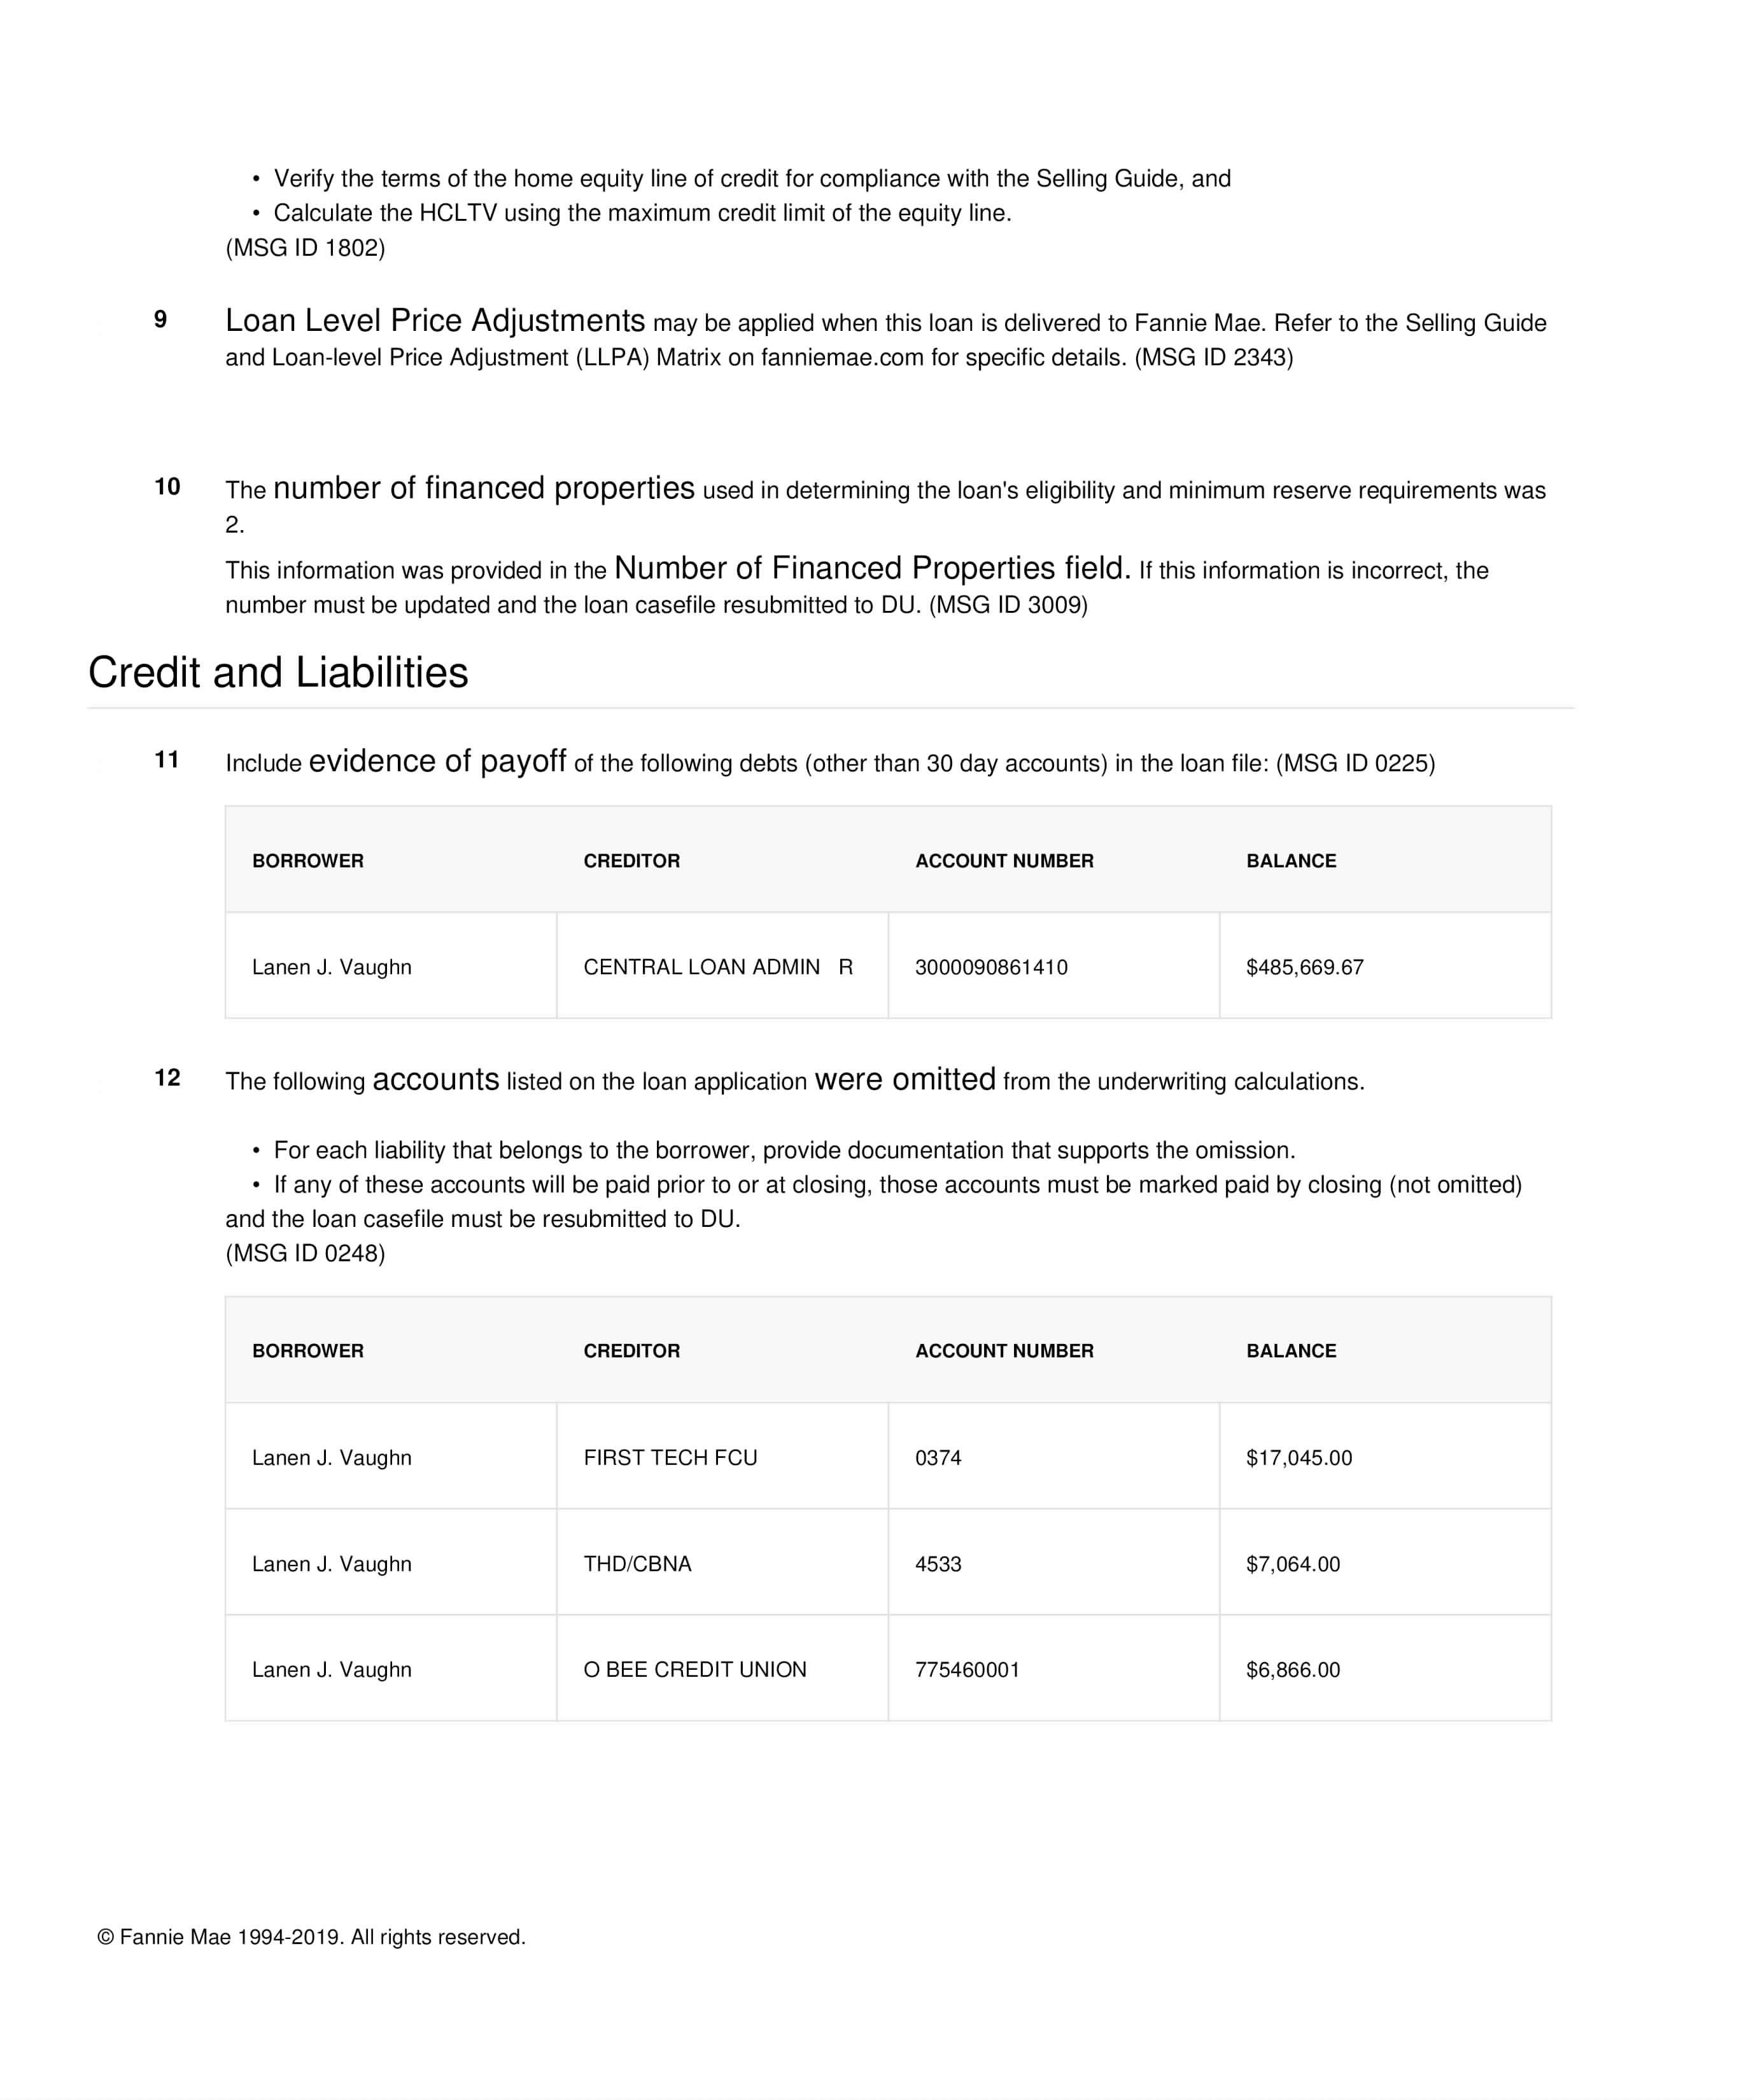 • Verify the terms of the home equity line of credit for compliance with the Selling Guide, and
• Calculate the HCLTV using the maximum credit limit of the equity line.
(MSG ID 1802)
9 Loan Level Price Adjustments may be applied when this loan is delivered to Fannie Mae. Refer to the Selling Guide
and Loan-level Price Adjustment (LLPA) Matrix on fanniemae.com for specific details. (MSG ID 2343)
10 The number of financed properties used in determining the loan's eligibility and minimum reserve requirements was
2.
This information was provided in the Number of Financed Properties field. If this information is incorrect, the
number must be updated and the loan casefile resubmitted to DU. (MSG ID 3009)
Credit and Liabilities
11 Include evidence of payoff of the following debts (other than 30 day accounts) in the loan file: (MSG ID 0225)
BORROWER CREDITOR ACCOUNT NUMBER BALANCE
Lanen J. Vaughn CENTRAL LOAN ADMIN R 3000090861410 $485,669.67
12 The following accounts listed on the loan application were omitted from the underwriting calculations.
• For each liability that belongs to the borrower, provide documentation that supports the omission.
• If any of these accounts will be paid prior to or at closing, those accounts must be marked paid by closing (not omitted)
and the loan casefile must be resubmitted to DU.
(MSG ID 0248)
BORROWER CREDITOR ACCOUNT NUMBER BALANCE
Lanen J. Vaughn FIRST TECH FCU 0374 $17,045.00
Lanen J. Vaughn THD/CBNA 4533 $7,064.00
Lanen J. Vaughn O BEE CREDIT UNION 775460001 $6,866.00
© Fannie Mae 1994-2019. All rights reserved.